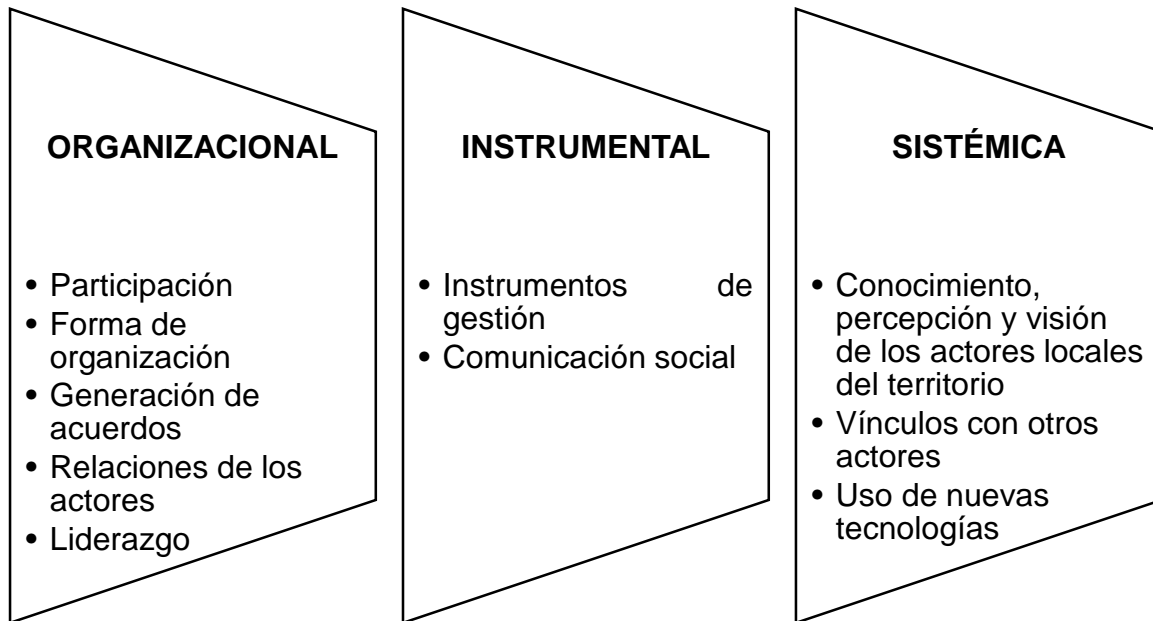 ORGANIZACIONAL
• Participación
• Forma de
organización
• Generación de
acuerdos
• Relaciones de los
actores
• Liderazgo
INSTRUMENTAL
• Instrumentos de
gestión
• Comunicación social
SISTÉMICA
• Conocimiento,
percepción y visión
de los actores locales
del territorio
• Vínculos con otros
actores
• Uso de nuevas
tecnologías